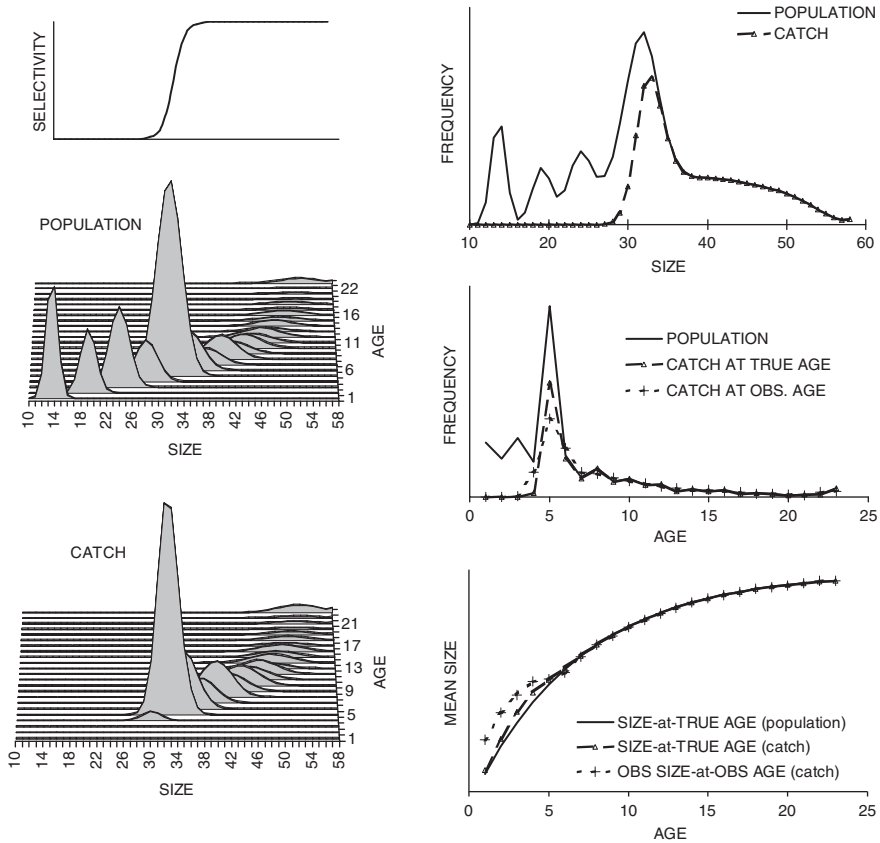 SELECTIVITY
POPULATION
22
16
11
6
1
AGE
10 14 18 22 26 30 34 38 42 46 50 54 58
SIZE
CATCH
21
17
13
9
5
1
AGE
10 14 18 22 26 30 34 38 42 46 50 54 58
SIZE
POPULATION
CATCH
FREQUENCY
10 20 30 40 50 60
SIZE
POPULATION
CATCH AT TRUE AGE
CATCH AT OBS. AGE
FREQUENCY
0 5 10 15 20 25
AGE
MEAN SIZE
SIZE-at-TRUE AGE (population)
SIZE-at-TRUE AGE (catch)
OBS SIZE-at-OBS AGE (catch)
0 5 10 15 20 25
AGE